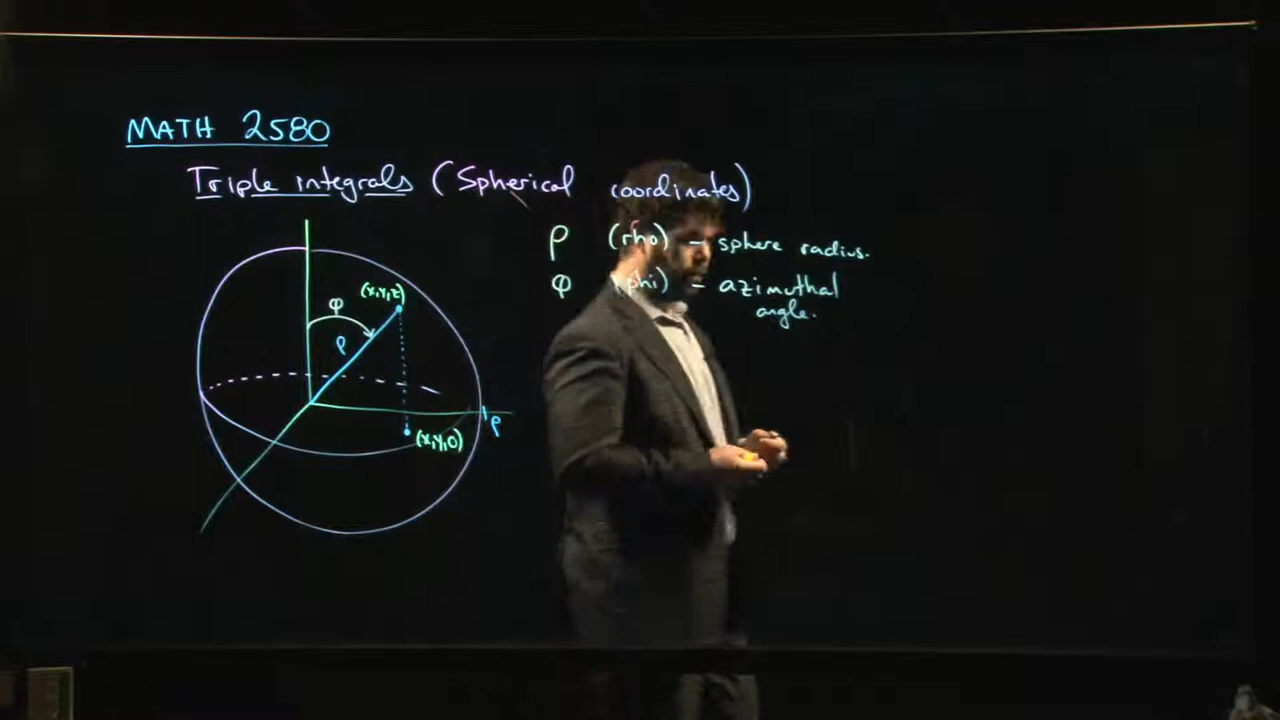 MATH 2580
Triple integrals (Spherical coordinates)
ρ (rho) – sphere radius.
φ (phi) – azimuthal
angle.
(x,y,z)
φ
ρ
ρ
(x,y,0)